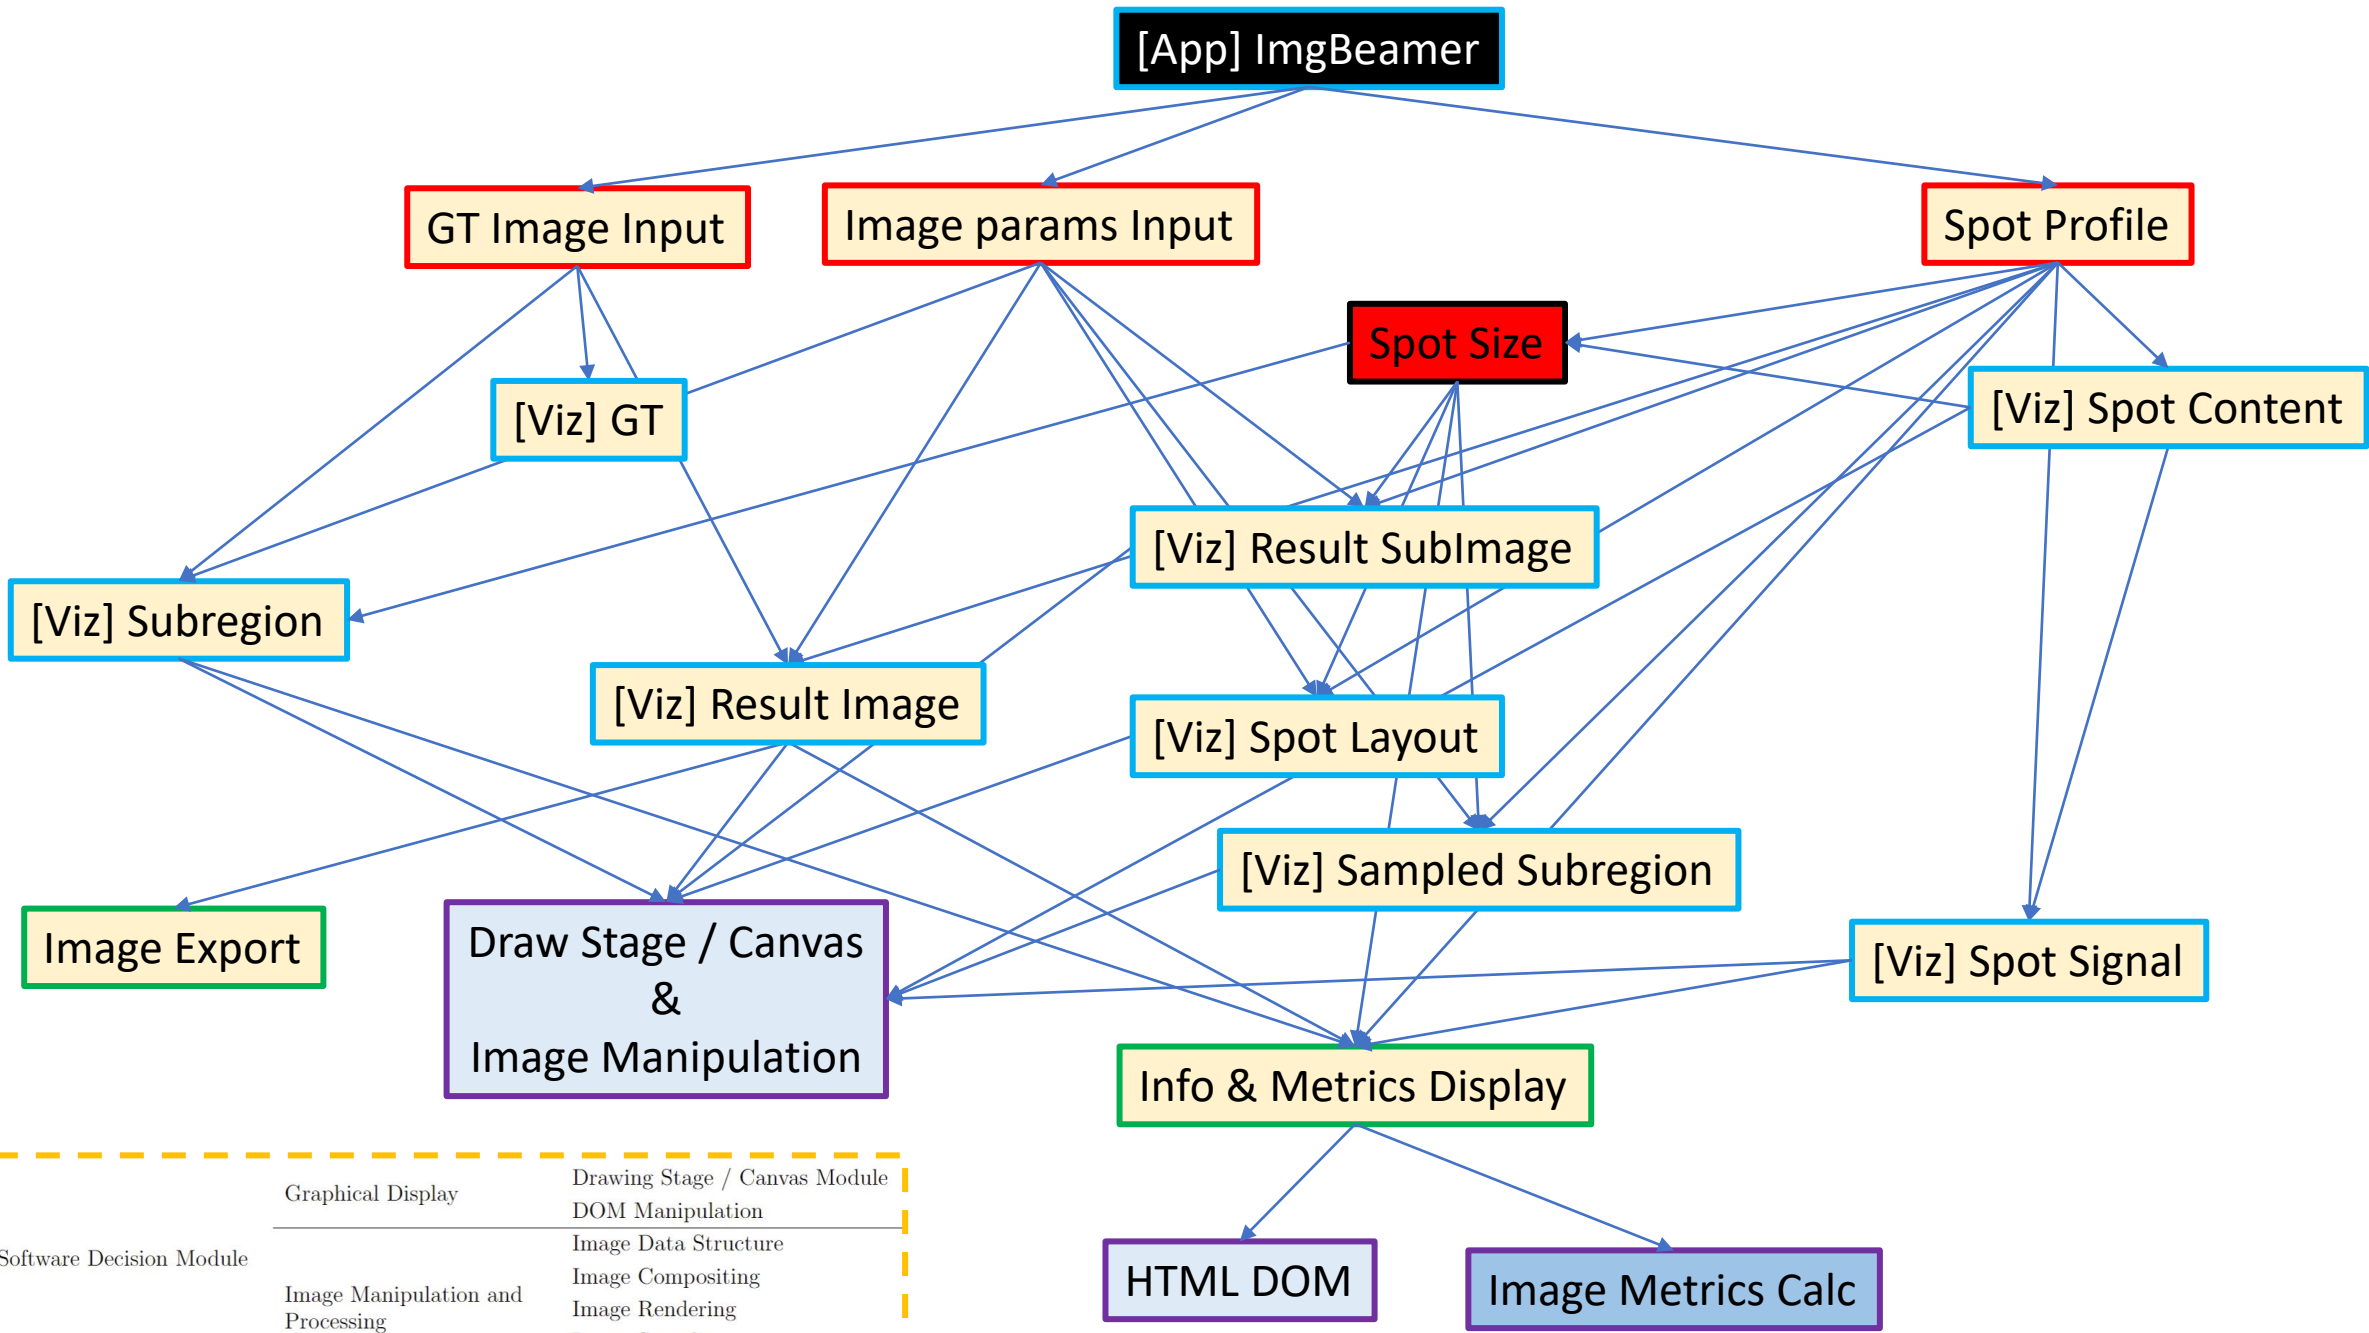 [App] ImgBeamer
GT Image Input
Image params Input
Spot Profile
Spot Size
[Viz] GT
[Viz] Spot Content
[Viz] Result SubImage
[Viz] Subregion
[Viz] Result Image
[Viz] Spot Layout
[Viz] Sampled Subregion
Image Export
Draw Stage / Canvas
&
Image Manipulation
[Viz] Spot Signal
Info & Metrics Display
HTML DOM
Image Metrics Calc
Software Decision Module
Graphical Display
Drawing Stage / Canvas Module
DOM Manipulation
Image Manipulation and
Processing
Image Data Structure
Image Compositing
Image Rendering